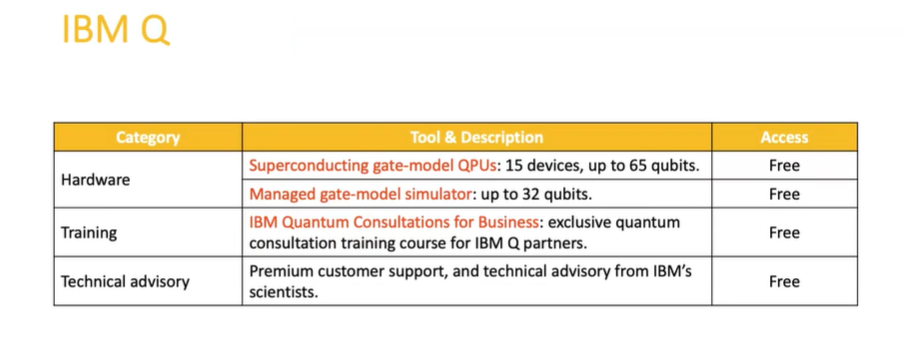 IBM Q
Category Tool & Description Access
Hardware
Superconducting gate-model QPUs: 15 devices, up to 65 qubits. Free
Managed gate-model simulator: up to 32 qubits. Free
Training
IBM Quantum Consultations for Business: exclusive quantum
consultation training course for IBM Q partners.
Free
Technical advisory
Premium customer support, and technical advisory from IBM's
scientists.
Free